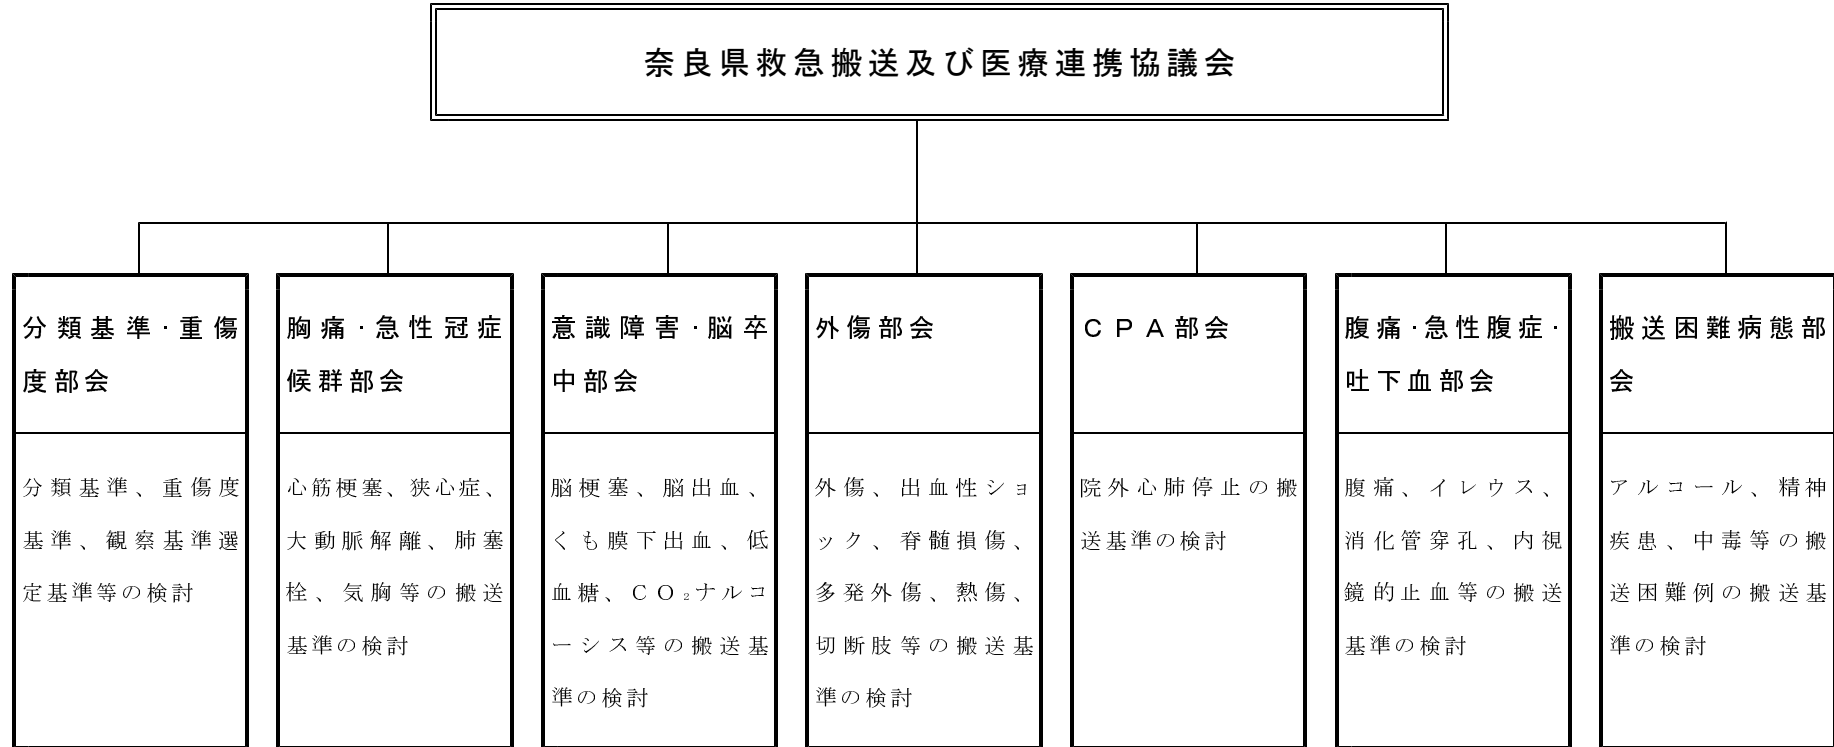 奈良県救急搬送及び医療連携協議会
分類基準・重傷
度部会
分類基準、重傷度
基準、観察基準選
定基準等の検討
胸痛・急性冠症
候群部会
心筋梗塞、狭心症、
大動脈解離、肺塞
栓、気胸等の搬送
基準の検討
意識障害・脳卒
中部会
脳梗塞、脳出血、
くも膜下出血、低
血糖、CO₂ナルコ
ーシス等の搬送基
準の検討
外傷部会
外傷、出血性ショ
ック、脊髄損傷、
多発外傷、熱傷、
切断肢等の搬送基
準の検討
CPA部会
院外心肺停止の搬
送基準の検討
腹痛・急性腹症・
吐下血部会
腹痛、イレウス、
消化管穿孔、内視
鏡的止血等の搬送
基準の検討
搬送困難病態部
会
アルコール、精神
疾患、中毒等の搬
送困難例の搬送基
準の検討